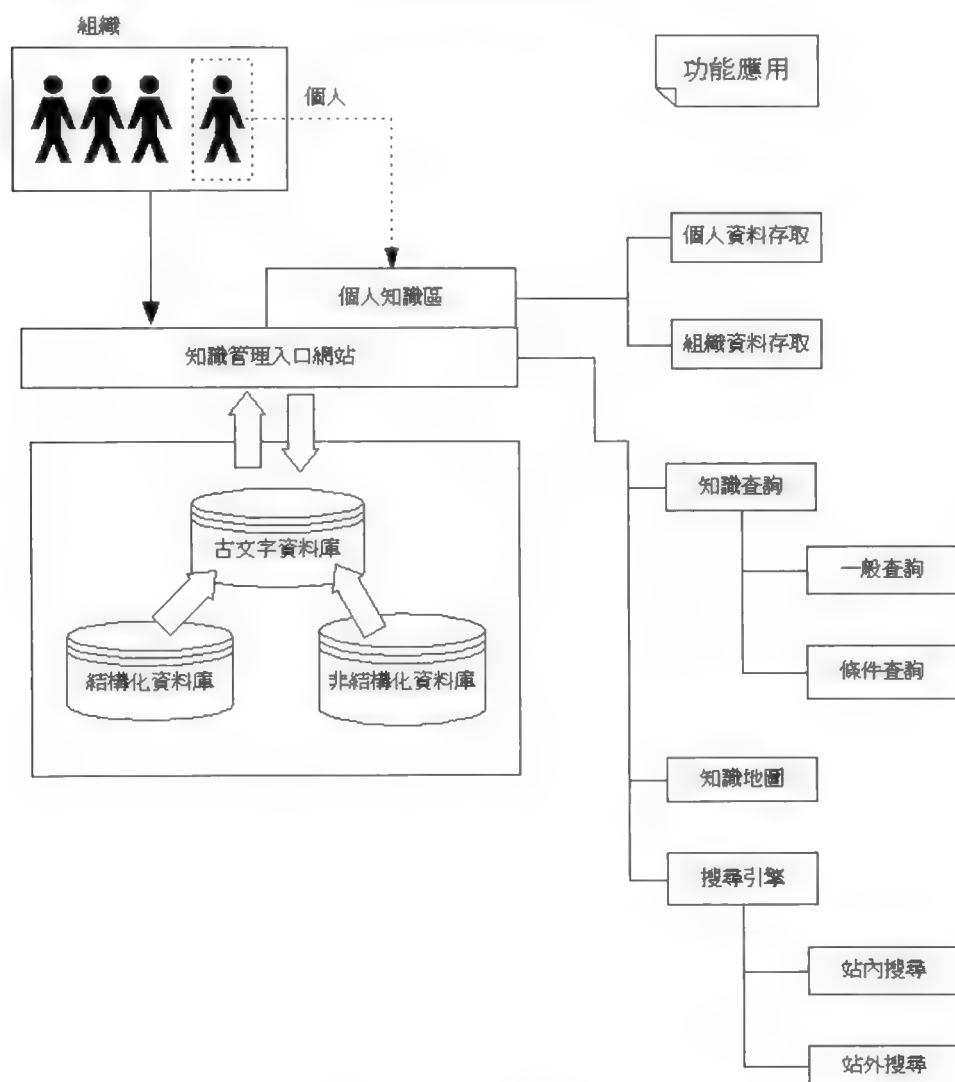 組織
功能應用
個人
個人資料存取
個人知識區
組織資料存取
知識管理入口網站
知識查詢
古文字資料庫
一般查詢
結構化資料庫
非結構化資料庫
條件查詢
知識地圖
搜尋引擎
站內搜尋
站外搜尋